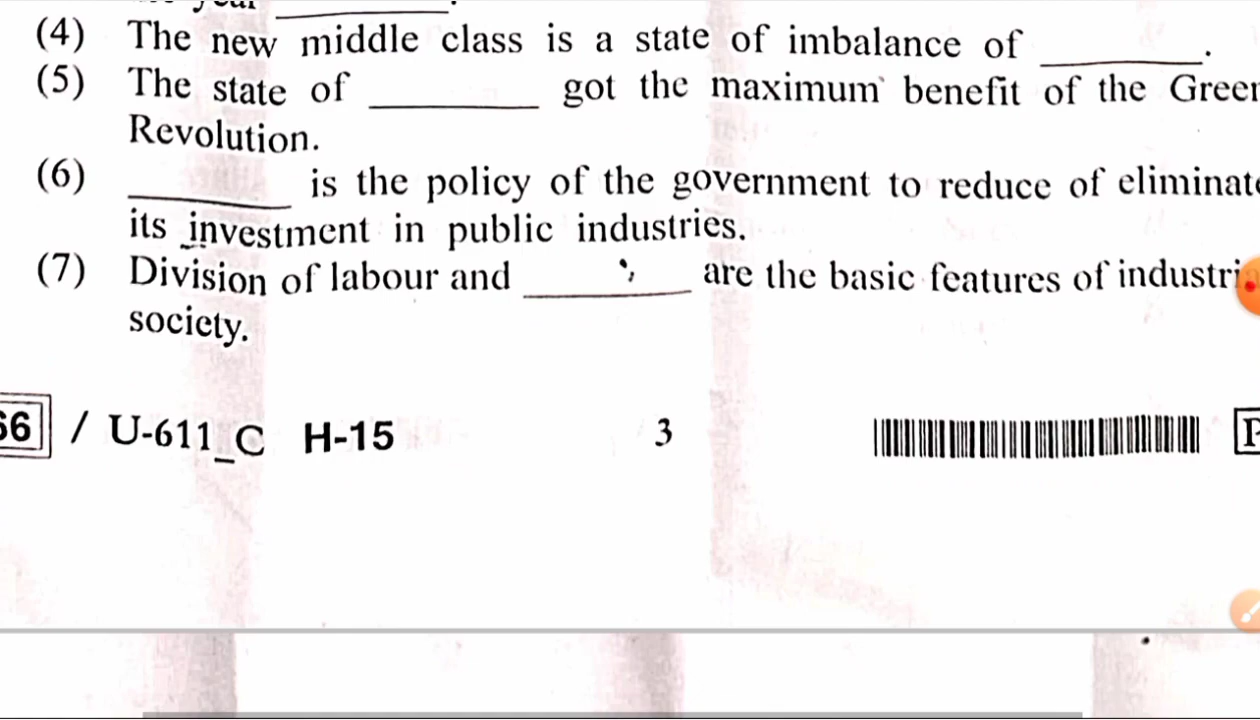 (4) The new middle class is a state of imbalance of ________.
(5) The state of ________ got the maximum benefit of the Green
Revolution.
(6) ________ is the policy of the government to reduce of eliminate
its investment in public industries.
(7) Division of labour and ________ are the basic features of industri
society.
66 / U-611_C H-15 3 P